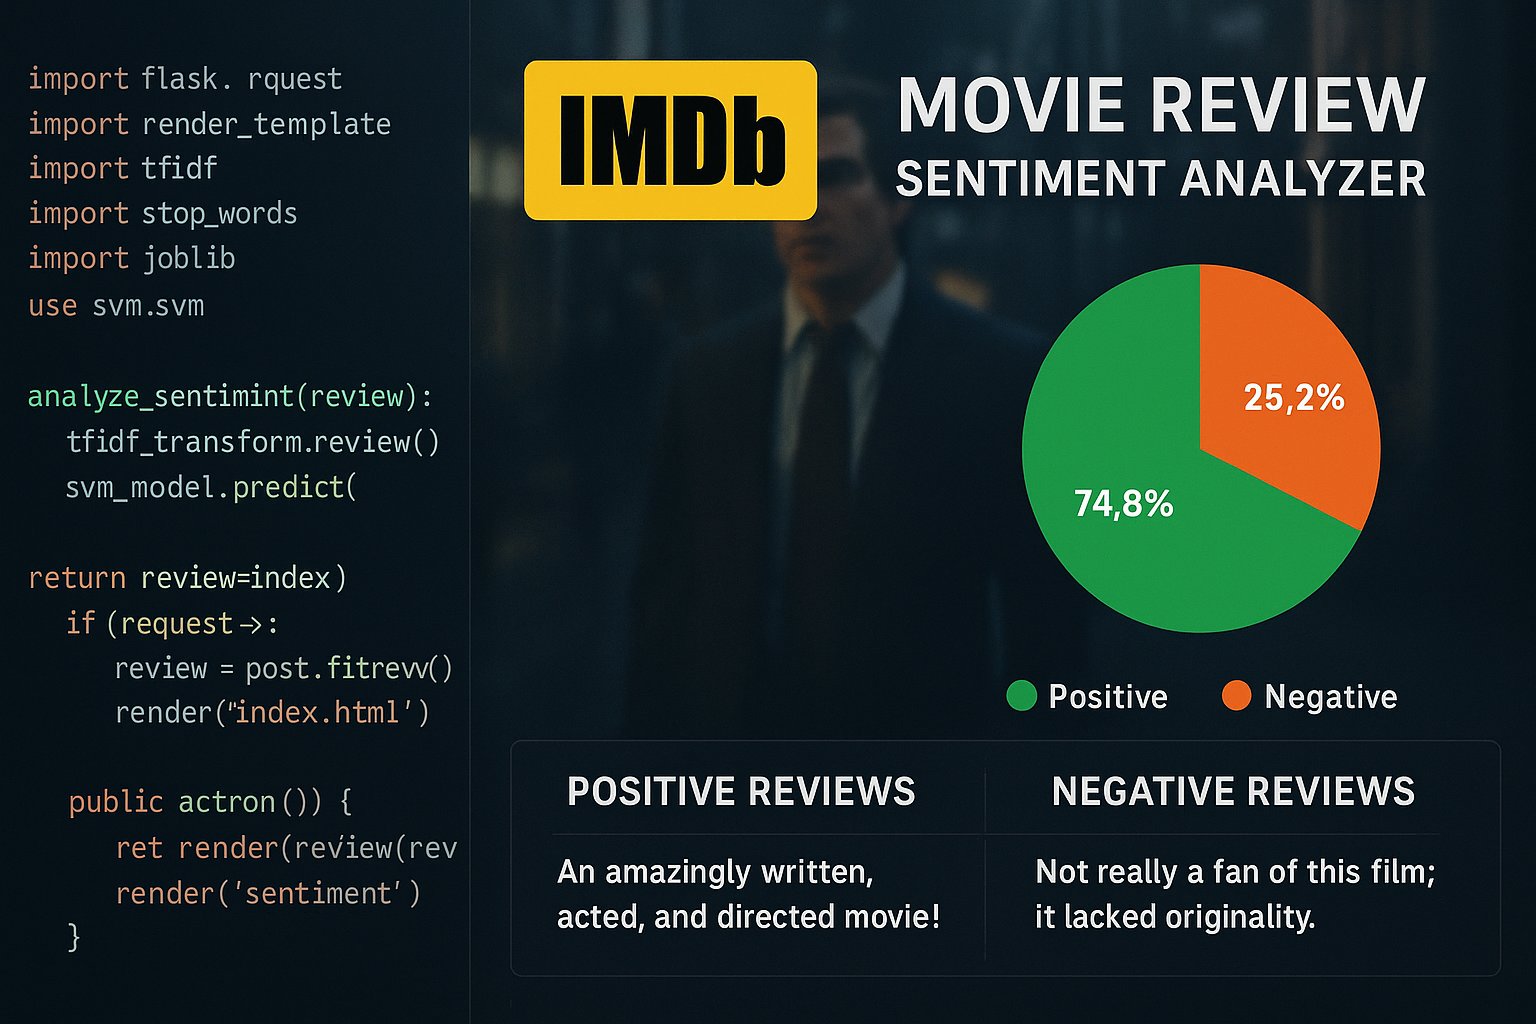 import flask. rquest
import render_template
import tfidf
import stop_words
import joblib
use svm.svm
analyze_sentimint(review):
tfidf_transform.review()
svm_model.predict(
return review=index)
if (request->:
review = post.fitrevv()
render("index.html')
public actron()) {
ret render(review(rev
render('sentiment')
}
IMDb
MOVIE REVIEW
SENTIMENT ANALYZER
25,2%
74,8%
Positive
Negative
POSITIVE REVIEWS
An amazingly written,
acted, and directed movie!
NEGATIVE REVIEWS
Not really a fan of this film;
it lacked originality.